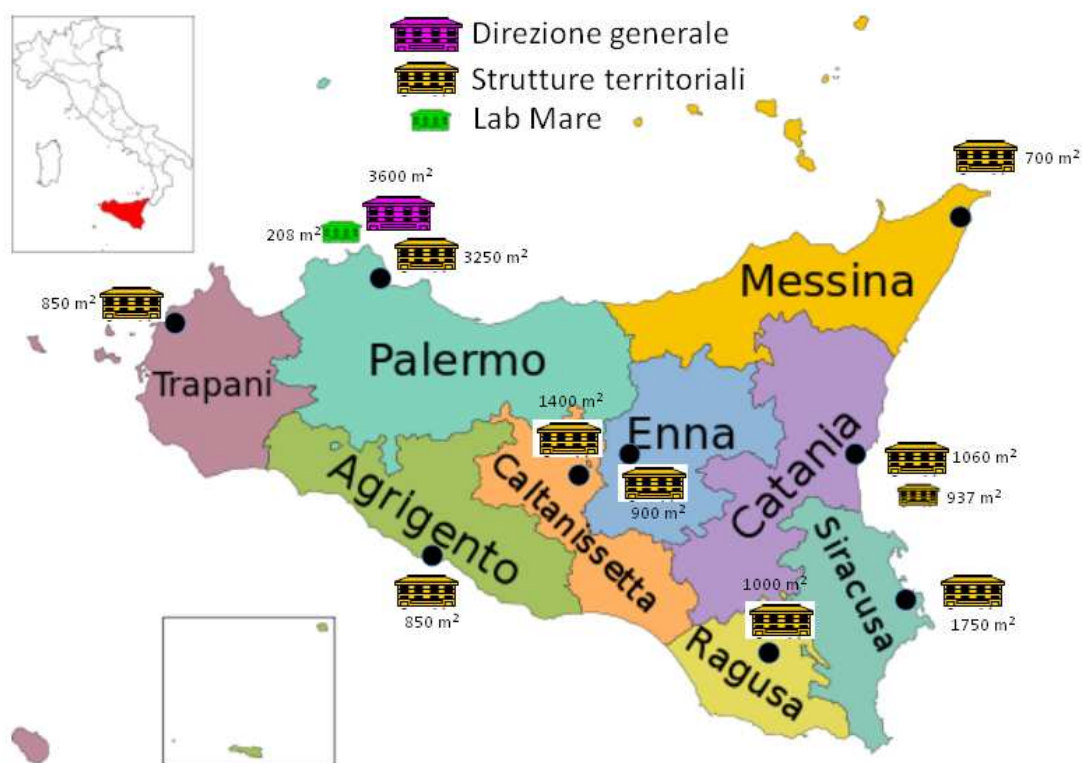 Direzione generale
Strutture territoriali
Lab Mare
3600 m²
700 m²
208 m²
3250 m²
850 m²
Messina
Palermo
Trapani
1400 m²
Enna
Catania
1060 m²
937 m²
Agrigento
Caltanissetta
900 m²
Siracusa
850 m²
1000 m²
1750 m²
Ragusa